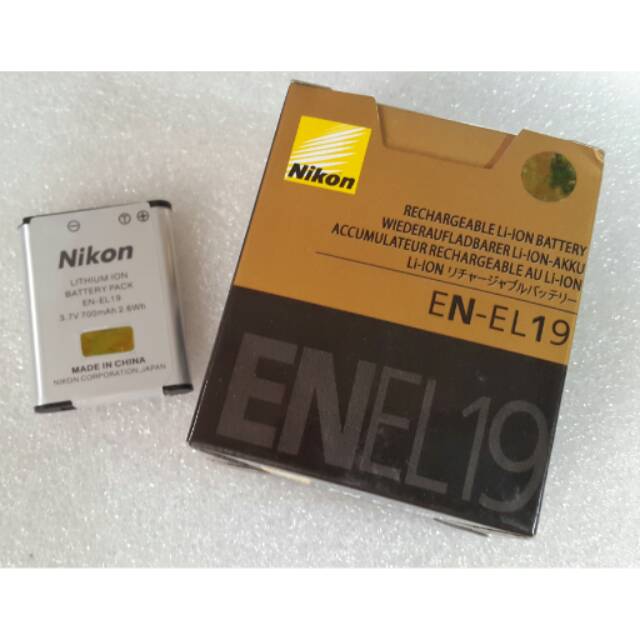 Nikon
LITHIUM ION
BATTERY PACK
EN-EL19
3.7V 700mAh 2.6Wh
MADE IN CHINA
NIKON CORPORATION, JAPAN
Nikon
RECHARGEABLE LI-ION BATTERY
WIEDERAUFLADBARER LI-ION-AKKU
ACCUMULATEUR RECHARGEABLE AU LI-ION
LI-ION リチャージャブルバッテリー
EN-EL19
ENEL19